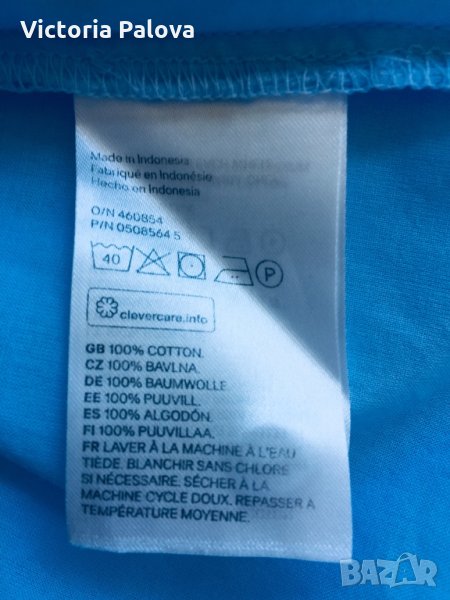 Victoria Palova
Made in Indonesia
Fabriqué en Indonésie
Hecho en Indonesia
O/N 460854
P/N 0508564 5
40
P
clevercare.info
GB 100% COTTON.
CZ 100% BAVLNA.
DE 100% BAUMWOLLE
EE 100% PUUVILL.
ES 100% ALGODÓN.
FI 100% PUUVILLAA.
FR LAVER À LA MACHINE À L'EAU
TIÈDE. BLANCHIR SANS CHLORE
SI NÉCESSAIRE. SÉCHER À LA
MACHINE CYCLE DOUX. REPASSER À
TEMPÉRATURE MOYENNE.
BAZAR